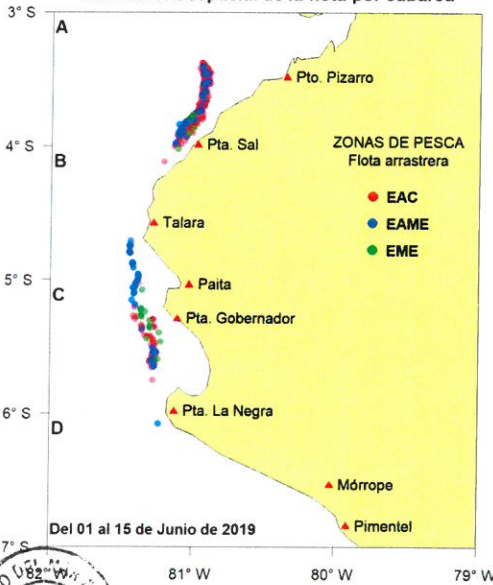 3° S
A
Pto. Pizarro
4° S
Pta. Sal
ZONAS DE PESCA
Flota arrastrera
B
EAC
Talara
EAME
EME
5° S
C
Paita
Pta. Gobernador
6° S
Pta. La Negra
D
Mórrope
Del 01 al 15 de Junio de 2019
Pimentel
7° S
82° W
81° W
80° W
79° W